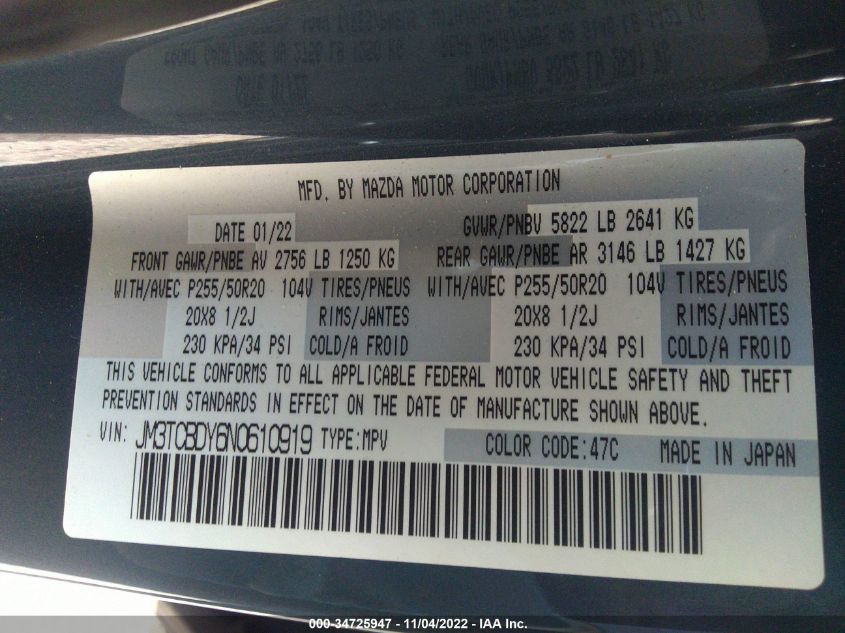 MFD. BY MAZDA MOTOR CORPORATION
DATE 01/22 GVWR/PNBV 5822 LB 2641 KG
FRONT GAWR/PNBE AV 2756 LB 1250 KG REAR GAWR/PNBE AR 3146 LB 1427 KG
WITH/AVEC P255/50R20 104V TIRES/PNEUS WITH/AVEC P255/50R20 104V TIRES/PNEUS
20X8 1/2J RIMS/JANTES 20X8 1/2J RIMS/JANTES
230 KPA/34 PSI COLD/A FROID 230 KPA/34 PSI COLD/A FROID
THIS VEHICLE CONFORMS TO ALL APPLICABLE FEDERAL MOTOR VEHICLE SAFETY AND THEFT
PREVENTION STANDARDS IN EFFECT ON THE DATE OF MANUFACTURE SHOWN ABOVE.
VIN: JM3TCBDY6N0610919 TYPE:MPV COLOR CODE:47C MADE IN JAPAN
000-34725947 - 11/04/2022 - IAA Inc.